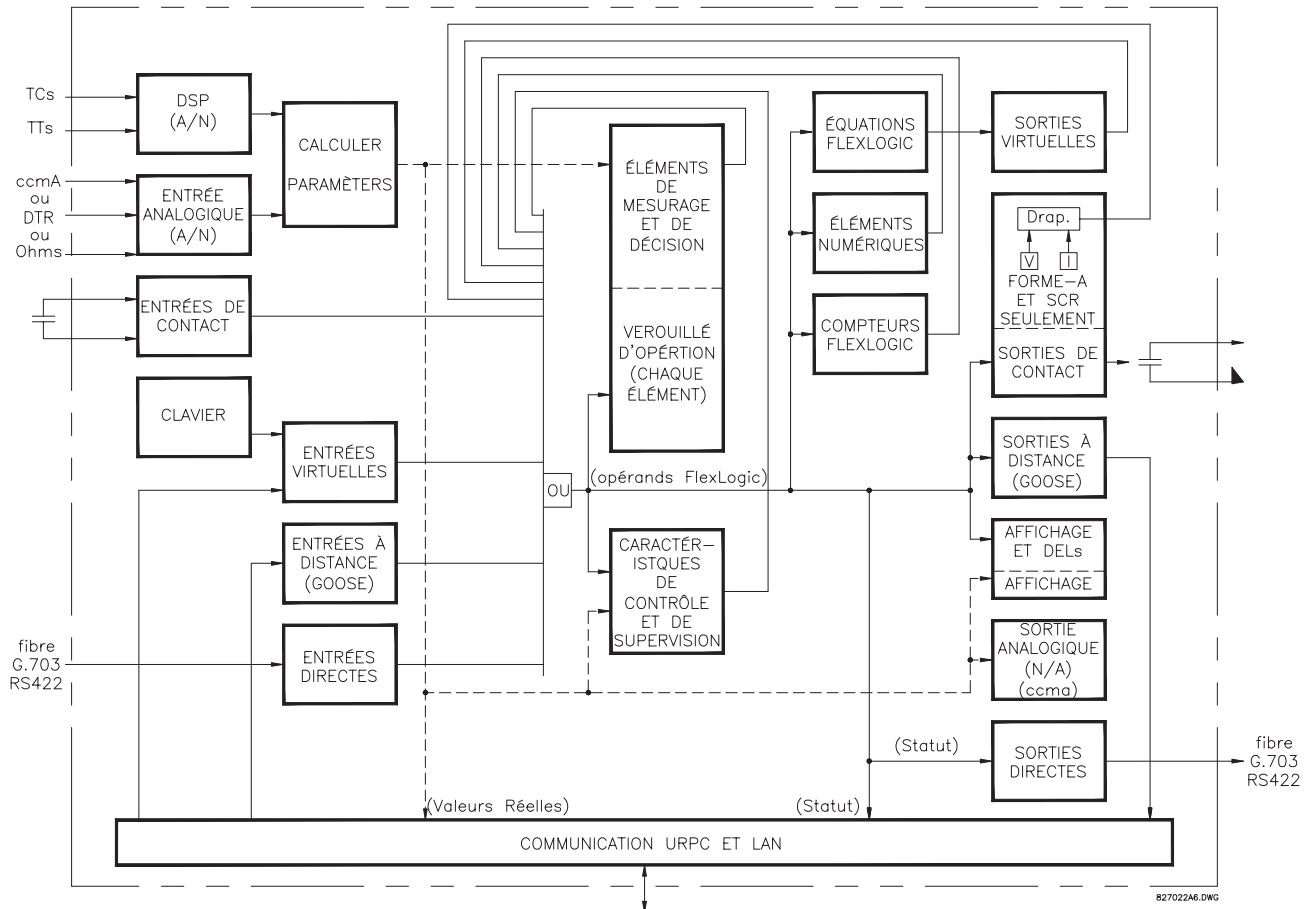 TCs
TTs
DSP
(A/N)
CALCULER
PARAMÈTERS
ccmA
ou
DTR
ou
Ohms
ENTRÉE
ANALOGIQUE
(A/N)
ENTRÉES DE
CONTACT
CLAVIER
ENTRÉES
VIRTUELLES
ENTRÉES À
DISTANCE
(GOOSE)
fibre
G.703
RS422
ENTRÉES
DIRECTES
OU
(opérands FlexLogic)
ÉLÉMENTS
DE
MESURAGE
ET DE
DÉCISION
VEROUILLÉ
D'OPÉRTION
(CHAQUE
ÉLÉMENT)
CARACTÉR-
ISTQUES
DE
CONTRÔLE
ET DE
SUPERVISION
ÉQUATIONS
FLEXLOGIC
ÉLÉMENTS
NUMÉRIQUES
COMPTEURS
FLEXLOGIC
SORTIES
VIRTUELLES
Drap.
V
I
FORME-A
ET SCR
SEULEMENT
SORTIES DE
CONTACT
SORTIES À
DISTANCE
(GOOSE)
AFFICHAGE
ET DELs
AFFICHAGE
SORTIE
ANALOGIQUE
(N/A)
(ccma)
(Statut)
SORTIES
DIRECTES
fibre
G.703
RS422
(Valeurs Réelles)
(Statut)
COMMUNICATION URPC ET LAN
827022A6.DWG